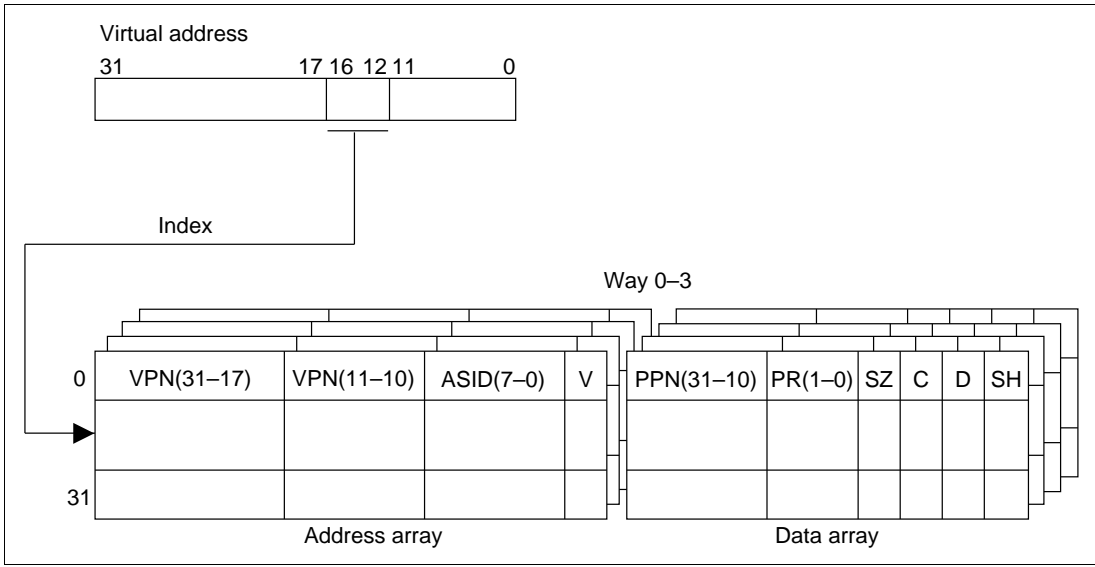 Virtual address
31 17 16 12 11 0
Index
Way 0–3
0 VPN(31–17) VPN(11–10) ASID(7–0) V PPN(31–10) PR(1–0) SZ C D SH
31
Address array Data array